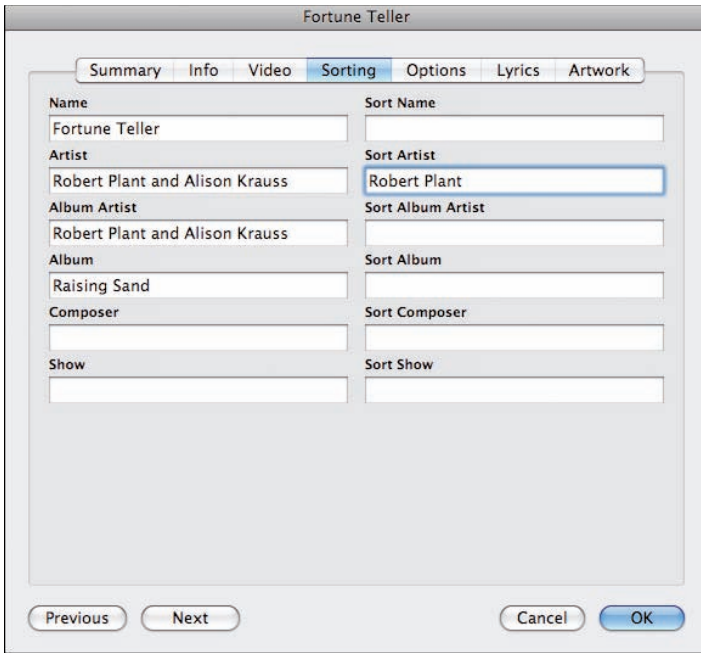 Fortune Teller
Summary Info Video Sorting Options Lyrics Artwork
Name Sort Name
Fortune Teller
Artist Sort Artist
Robert Plant and Alison Krauss Robert Plant
Album Artist Sort Album Artist
Robert Plant and Alison Krauss
Album Sort Album
Raising Sand
Composer Sort Composer
Show Sort Show
Previous Next Cancel OK